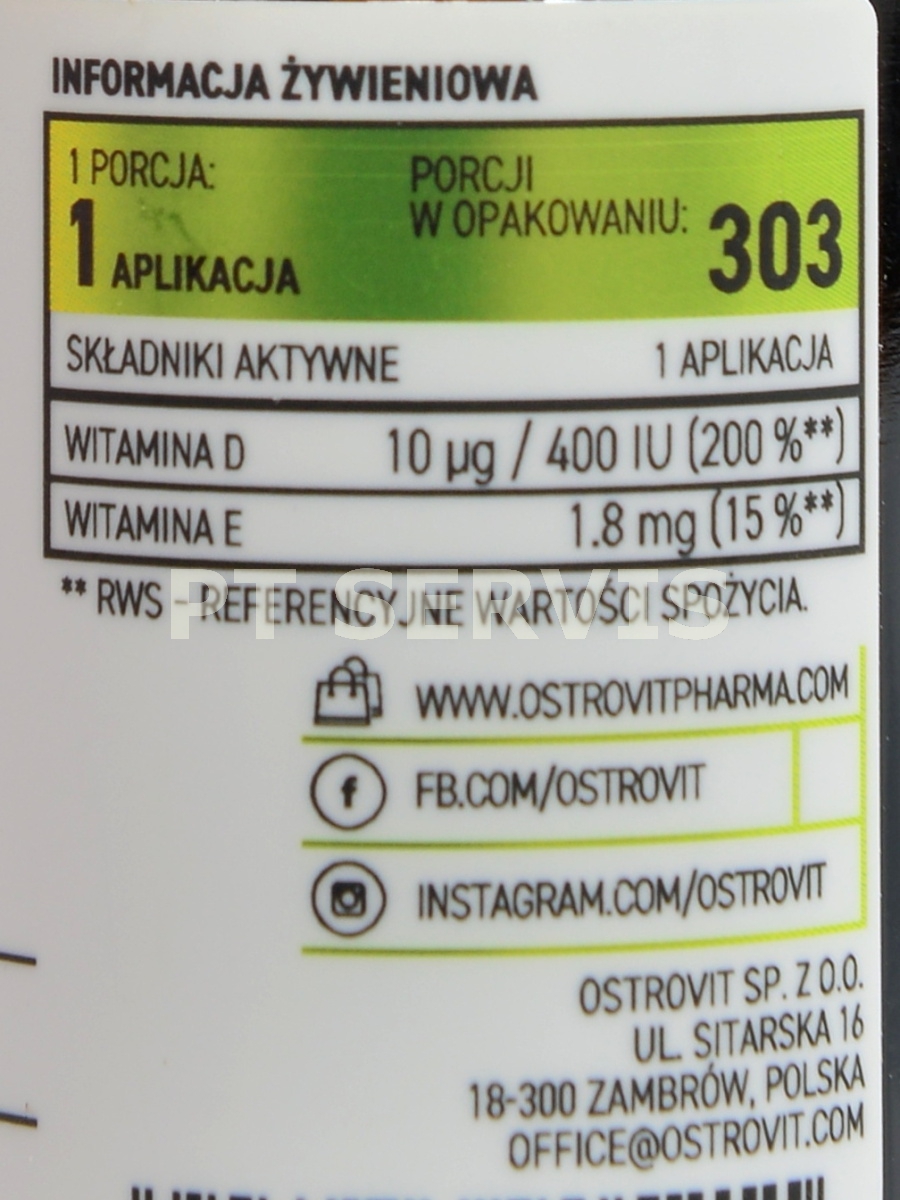 INFORMACJA ŻYWIENIOWA
1 PORCJA:
1 APLIKACJA
PORCJI
W OPAKOWANIU: 303
SKŁADNIKI AKTYWNE 1 APLIKACJA
WITAMINA D 10 µg / 400 IU (200 %**)
WITAMINA E 1.8 mg (15 %**)
** RWS - REFERENCYJNE WARTOŚCI SPOŻYCIA.
PT SERVIS
WWW.OSTROVITPHARMA.COM
FB.COM/OSTROVIT
INSTAGRAM.COM/OSTROVIT
OSTROVIT SP. Z O.O.
UL. SITARSKA 16
18-300 ZAMBRÓW, POLSKA
OFFICE@OSTROVIT.COM